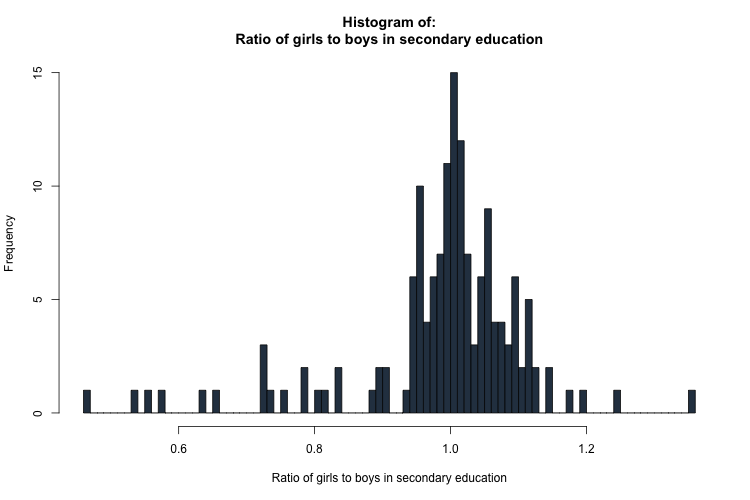 Histogram of:
Ratio of girls to boys in secondary education
15
10
5
0
Frequency
0.6 0.8 1.0 1.2
Ratio of girls to boys in secondary education